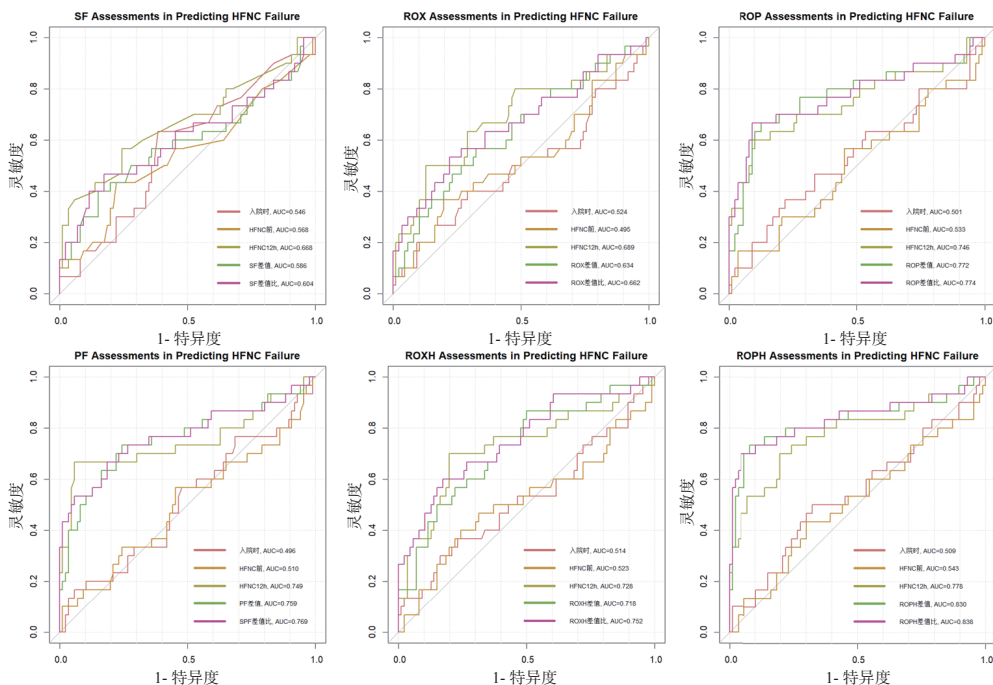 SF Assessments in Predicting HFNC Failure
灵敏度
1.0
0.8
0.6
0.4
0.2
0.0
入院时, AUC=0.546
HFNC前, AUC=0.568
HFNC12h, AUC=0.668
SF差值, AUC=0.586
SF差值比, AUC=0.604
0.0 0.5 1.0
1- 特异度
ROX Assessments in Predicting HFNC Failure
灵敏度
1.0
0.8
0.6
0.4
0.2
0.0
入院时, AUC=0.524
HFNC前, AUC=0.495
HFNC12h, AUC=0.689
ROX差值, AUC=0.634
ROX差值比, AUC=0.662
0.0 0.5 1.0
1- 特异度
ROP Assessments in Predicting HFNC Failure
灵敏度
1.0
0.8
0.6
0.4
0.2
0.0
入院时, AUC=0.501
HFNC前, AUC=0.533
HFNC12h, AUC=0.746
ROP差值, AUC=0.772
ROP差值比, AUC=0.774
0.0 0.5 1.0
1- 特异度
PF Assessments in Predicting HFNC Failure
灵敏度
1.0
0.8
0.6
0.4
0.2
0.0
入院时, AUC=0.496
HFNC前, AUC=0.510
HFNC12h, AUC=0.749
PF差值, AUC=0.759
SPF差值比, AUC=0.769
0.0 0.5 1.0
1- 特异度
ROXH Assessments in Predicting HFNC Failure
灵敏度
1.0
0.8
0.6
0.4
0.2
0.0
入院时, AUC=0.514
HFNC前, AUC=0.523
HFNC12h, AUC=0.728
ROXH差值, AUC=0.718
ROXH差值比, AUC=0.752
0.0 0.5 1.0
1- 特异度
ROPH Assessments in Predicting HFNC Failure
灵敏度
1.0
0.8
0.6
0.4
0.2
0.0
入院时, AUC=0.509
HFNC前, AUC=0.543
HFNC12h, AUC=0.778
ROPH差值, AUC=0.830
ROPH差值比, AUC=0.838
0.0 0.5 1.0
1- 特异度